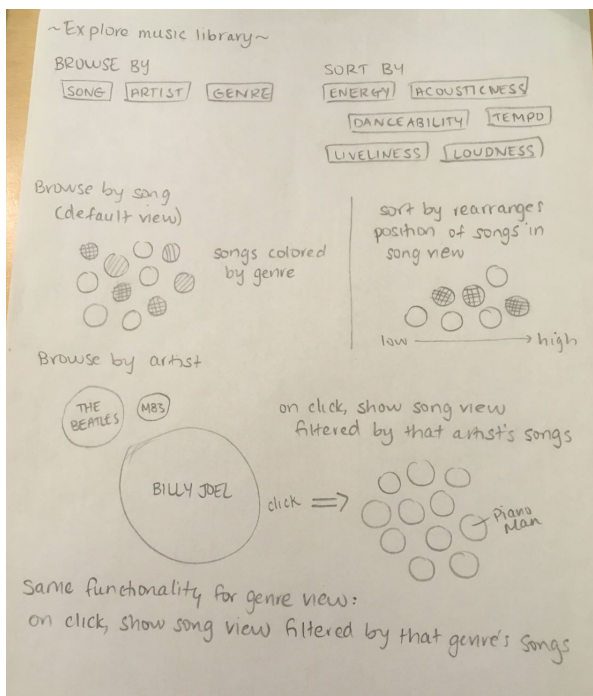 ~Explore music library~
BROWSE BY
SONG ARTIST GENRE
SORT BY
ENERGY ACOUSTICNESS
DANCEABILITY TEMPO
LIVELINESS LOUDNESS
Browse by song
(default view)
songs colored
by genre
sort by rearranges
position of songs in
song view
low high
Browse by artist
THE
BEATLES
M83
BILLY JOEL
on click, show song view
filtered by that artist's songs
click
Piano
Man
Same functionality for genre view:
on click, show song view filtered by that genre's songs